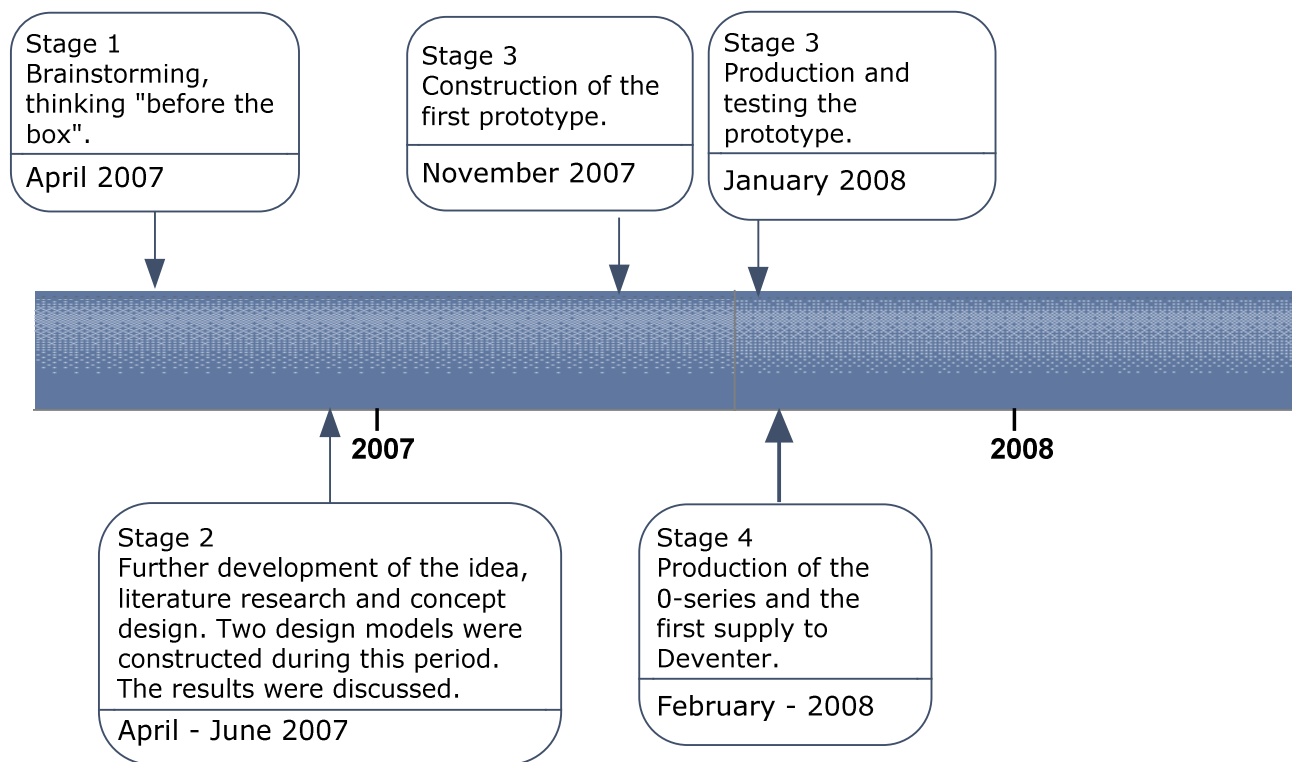 Stage 1
Brainstorming,
thinking "before the
box".
April 2007
Stage 3
Construction of the
first prototype.
November 2007
Stage 3
Production and
testing the
prototype.
January 2008
2007
2008
Stage 2
Further development of the idea,
literature research and concept
design. Two design models were
constructed during this period.
The results were discussed.
April - June 2007
Stage 4
Production of the
0-series and the
first supply to
Deventer.
February - 2008